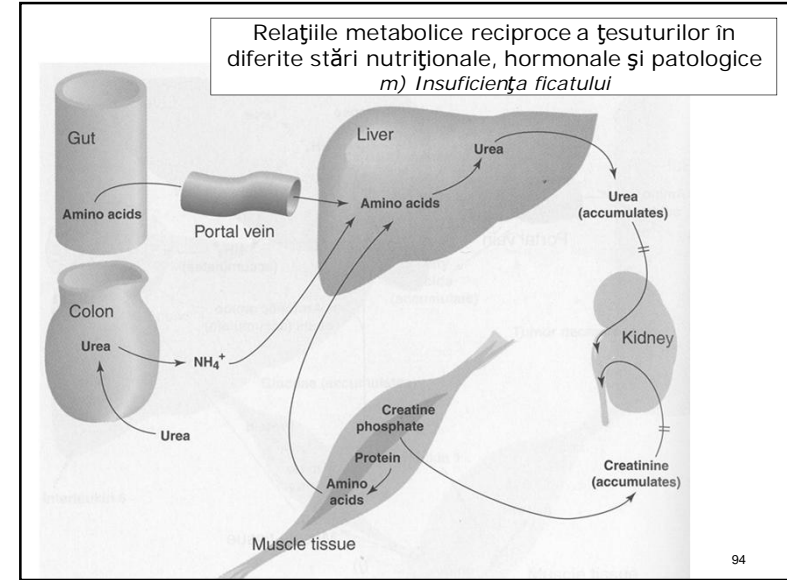 Relaţiile metabolice reciproce a ţesuturilor în
diferite stări nutriţionale, hormonale şi patologice
m) Insuficienţa ficatului
Gut
Amino acids
Portal vein
Liver
Urea
Amino acids
Urea
(accumulates)
Colon
Urea
NH₄⁺
Urea
Kidney
Creatine
phosphate
Protein
Amino
acids
Muscle tissue
Creatinine
(accumulates)
94